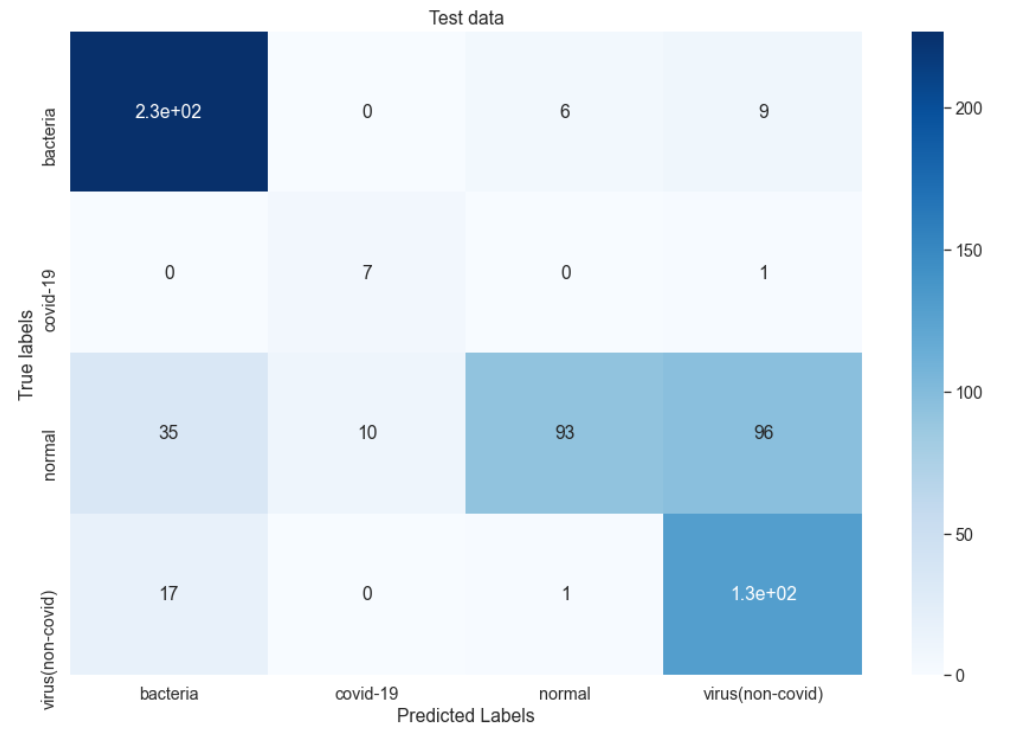 Test data
True labels
bacteria
2.3e+02 0 6 9
covid-19
0 7 0 1
normal
35 10 93 96
virus(non-covid)
17 0 1 1.3e+02
bacteria covid-19 normal virus(non-covid)
Predicted Labels
200
150
100
50
0